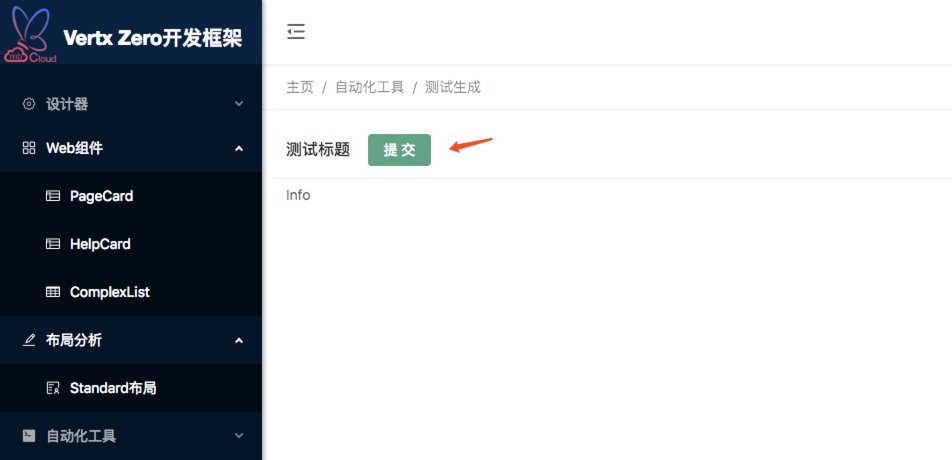 mb
Cloud
Vertx Zero开发框架
设计器
Web组件
PageCard
HelpCard
ComplexList
布局分析
Standard布局
自动化工具
主页 / 自动化工具 / 测试生成
测试标题 提 交
Info